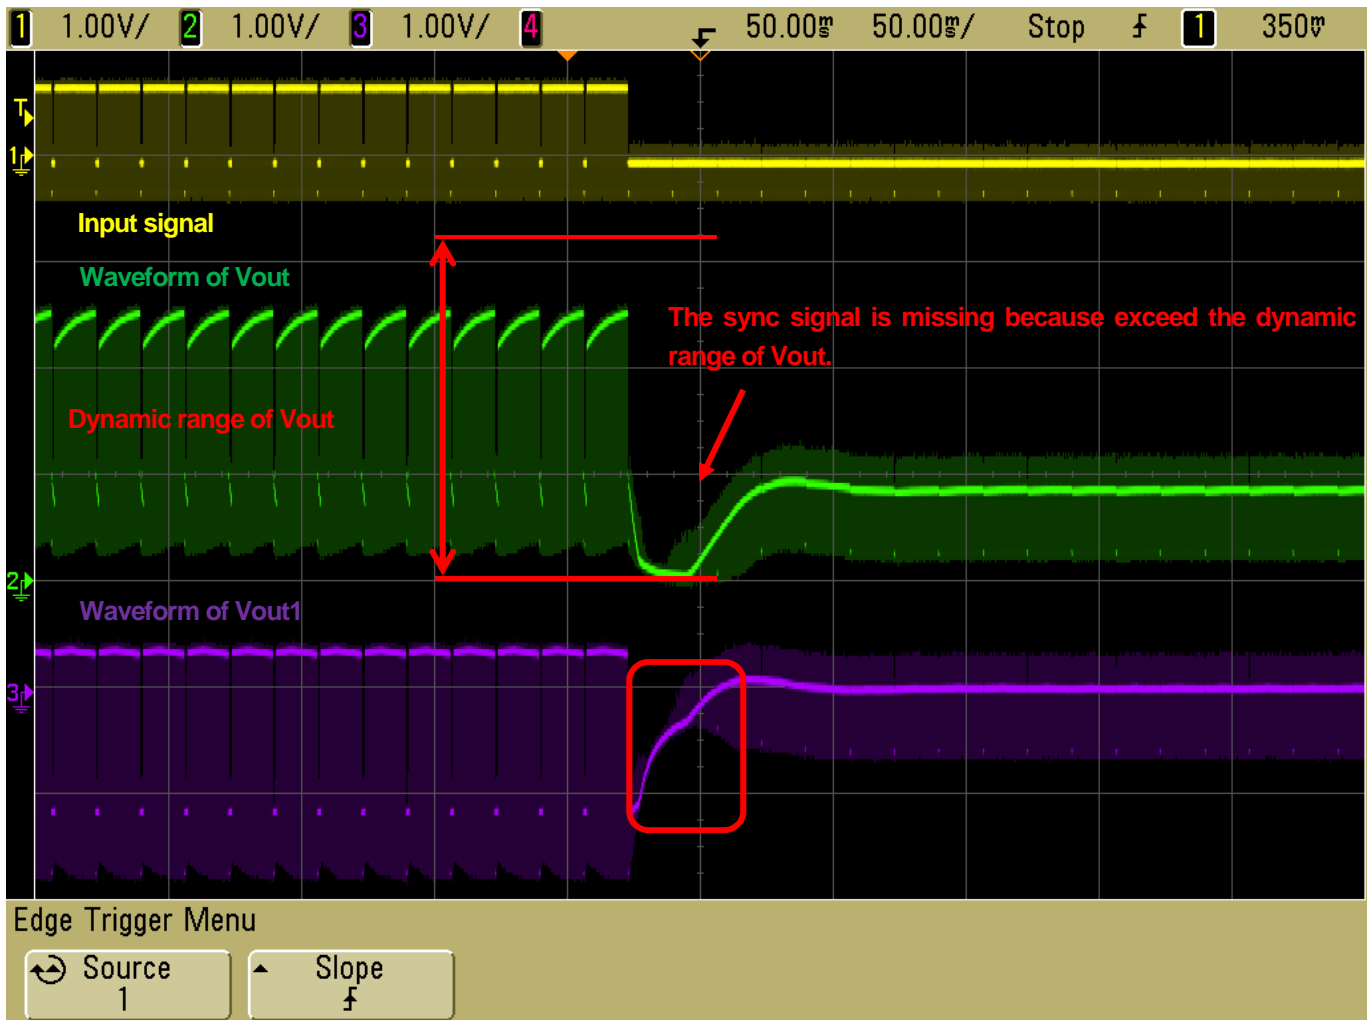 1 1.00V/ 2 1.00V/ 3 1.00V/ 4 50.00ms 50.00ms/ Stop 1 350mV
T
1
Input signal
Waveform of Vout
The sync signal is missing because exceed the dynamic
range of Vout.
Dynamic range of Vout
2
Waveform of Vout1
3
Edge Trigger Menu
Source
1
Slope